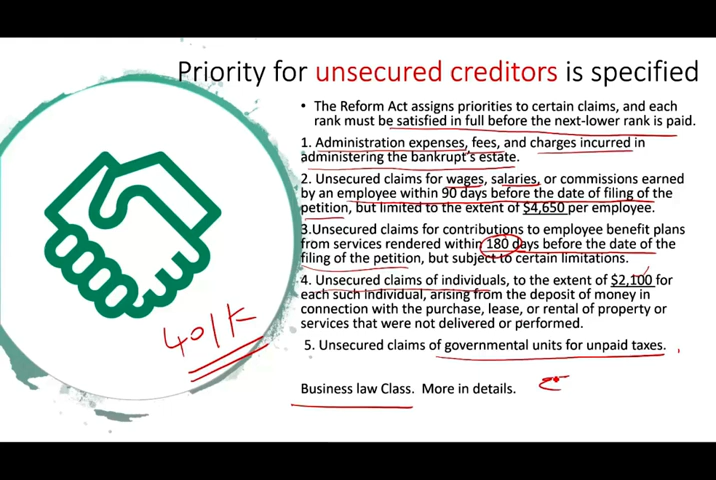 Priority for unsecured creditors is specified
• The Reform Act assigns priorities to certain claims, and each
rank must be satisfied in full before the next-lower rank is paid.
1. Administration expenses, fees, and charges incurred in
administering the bankrupt's estate.
2. Unsecured claims for wages, salaries, or commissions earned
by an employee within 90 days before the date of filing of the
petition, but limited to the extent of $4,650 per employee.
3.Unsecured claims for contributions to employee benefit plans
from services rendered within 180 days before the date of the
filing of the petition, but subject to certain limitations.
4. Unsecured claims of individuals, to the extent of $2,100 for
each such individual, arising from the deposit of money in
connection with the purchase, lease, or rental of property or
services that were not delivered or performed.
401K
5. Unsecured claims of governmental units for unpaid taxes.
Business law Class. More in details.